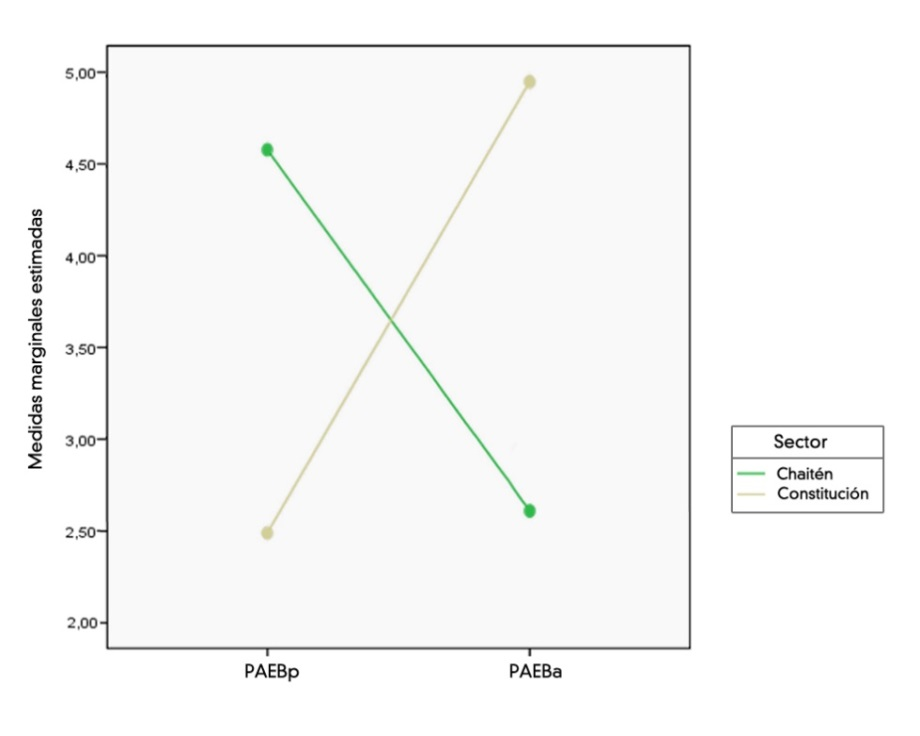 Medidas marginales estimadas
5,00
4,50
4,00
3,50
3,00
2,50
2,00
PAEBp
PAEBa
Sector
Chaitén
Constitución